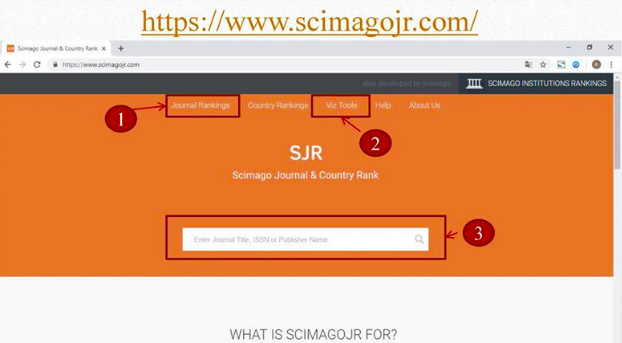 https://www.scimagojr.com/
Scimago Journal & Country Rank
https://www.scimagojr.com
also developed by scimago:
SCIMAGO INSTITUTIONS RANKINGS
Journal Rankings Country Rankings Viz Tools Help About Us
1
2
SJR
Scimago Journal & Country Rank
Enter Journal Title, ISSN or Publisher Name
3
WHAT IS SCIMAGOJR FOR?